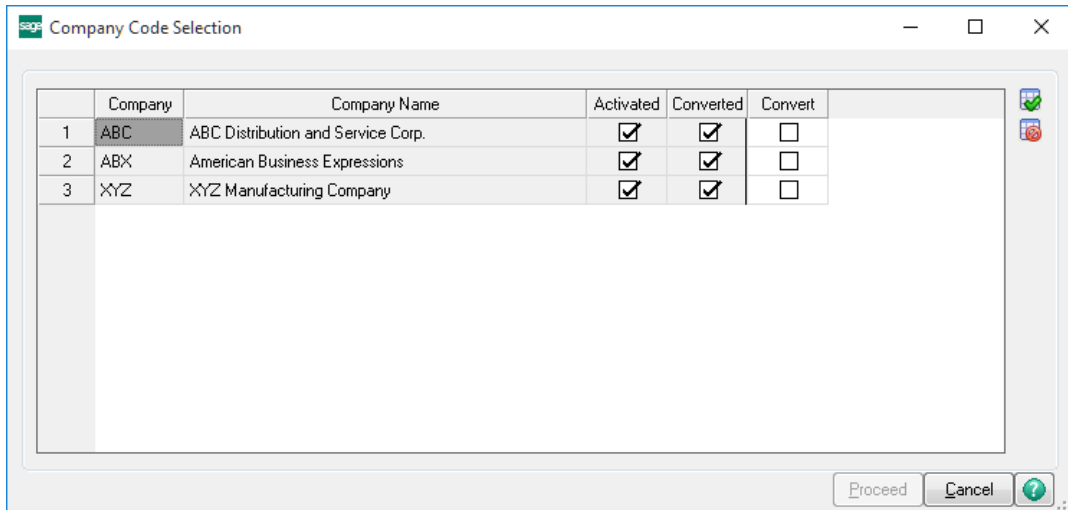 sage Company Code Selection
Company Company Name Activated Converted Convert
1 ABC ABC Distribution and Service Corp.
2 ABX American Business Expressions
3 XYZ XYZ Manufacturing Company
Proceed Cancel ?